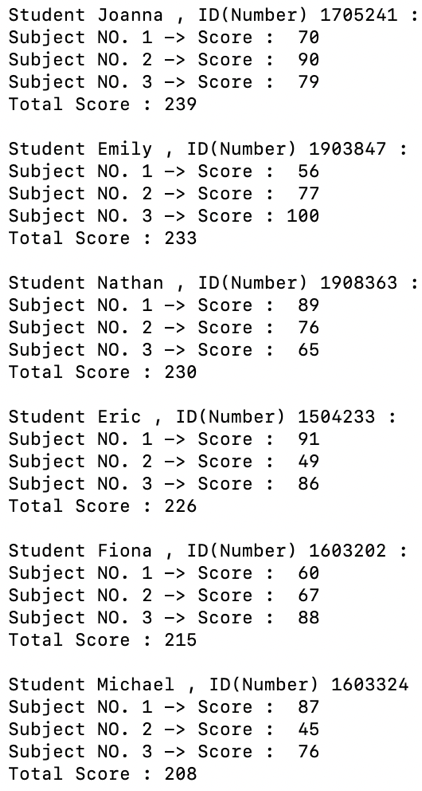 Student Joanna , ID(Number) 1705241 :
Subject NO. 1 -> Score :  70
Subject NO. 2 -> Score :  90
Subject NO. 3 -> Score :  79
Total Score : 239

Student Emily , ID(Number) 1903847 :
Subject NO. 1 -> Score :  56
Subject NO. 2 -> Score :  77
Subject NO. 3 -> Score : 100
Total Score : 233

Student Nathan , ID(Number) 1908363 :
Subject NO. 1 -> Score :  89
Subject NO. 2 -> Score :  76
Subject NO. 3 -> Score :  65
Total Score : 230

Student Eric , ID(Number) 1504233 :
Subject NO. 1 -> Score :  91
Subject NO. 2 -> Score :  49
Subject NO. 3 -> Score :  86
Total Score : 226

Student Fiona , ID(Number) 1603202 :
Subject NO. 1 -> Score :  60
Subject NO. 2 -> Score :  67
Subject NO. 3 -> Score :  88
Total Score : 215

Student Michael , ID(Number) 1603324
Subject NO. 1 -> Score :  87
Subject NO. 2 -> Score :  45
Subject NO. 3 -> Score :  76
Total Score : 208